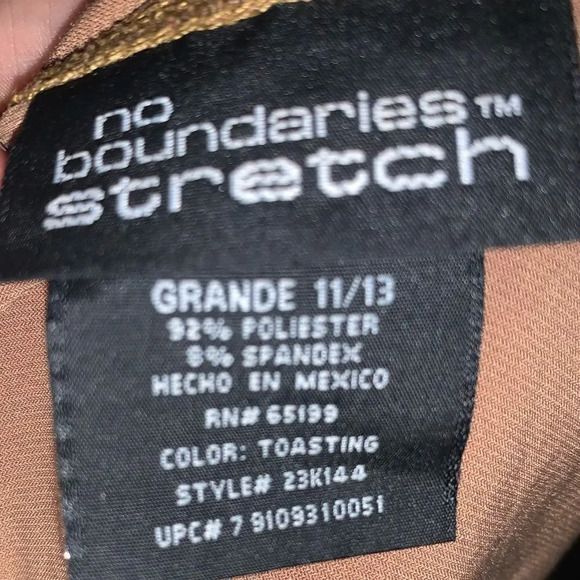 no
boundaries™
stretch
GRANDE 11/13
92% POLIESTER
8% SPANDEX
HECHO EN MEXICO
RN# 65199
COLOR: TOASTING
STYLE# 23K144
UPC# 7 9109310051